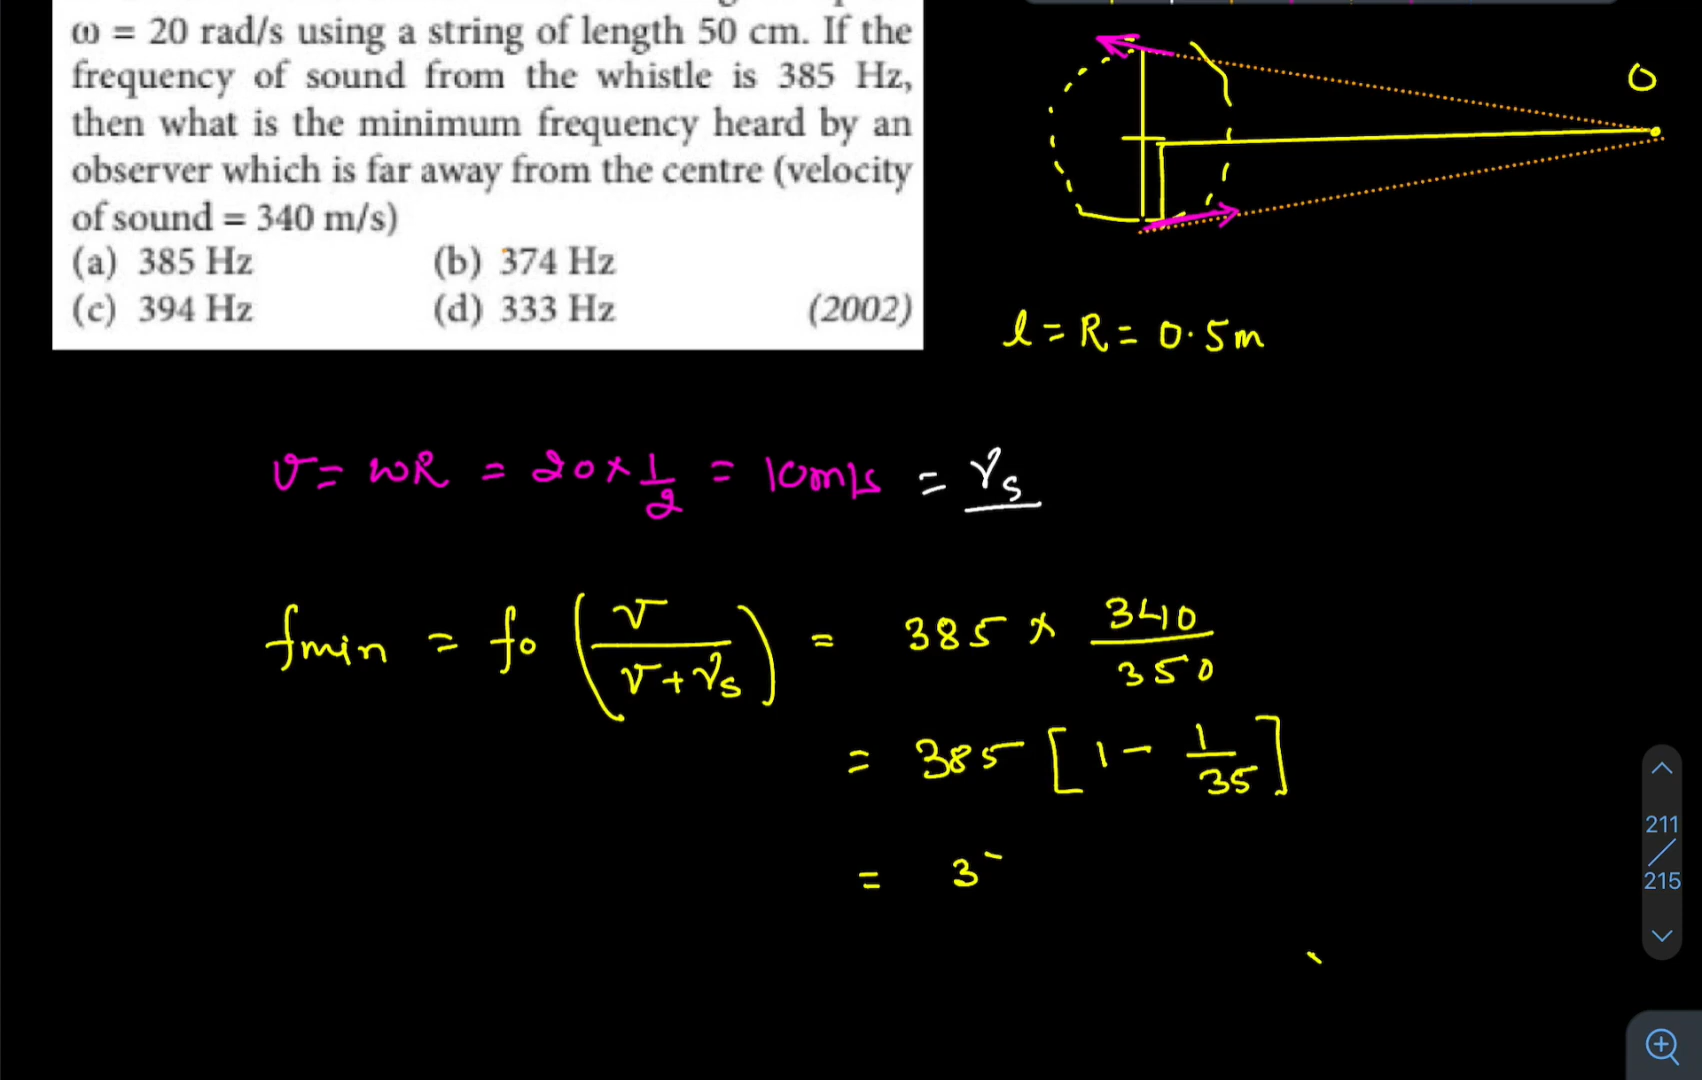 ω = 20 rad/s using a string of length 50 cm. If the
frequency of sound from the whistle is 385 Hz,
then what is the minimum frequency heard by an
observer which is far away from the centre (velocity
of sound = 340 m/s)
(a) 385 Hz (b) 374 Hz
(c) 394 Hz (d) 333 Hz (2002)
O
l = R = 0.5m
v = wR = 20 × 1/2 = 10m/s = Vs
fmin = fo (v/(v+Vs)) = 385 × 340/350
= 385 [1 - 1/35]
= 3
211
/
215